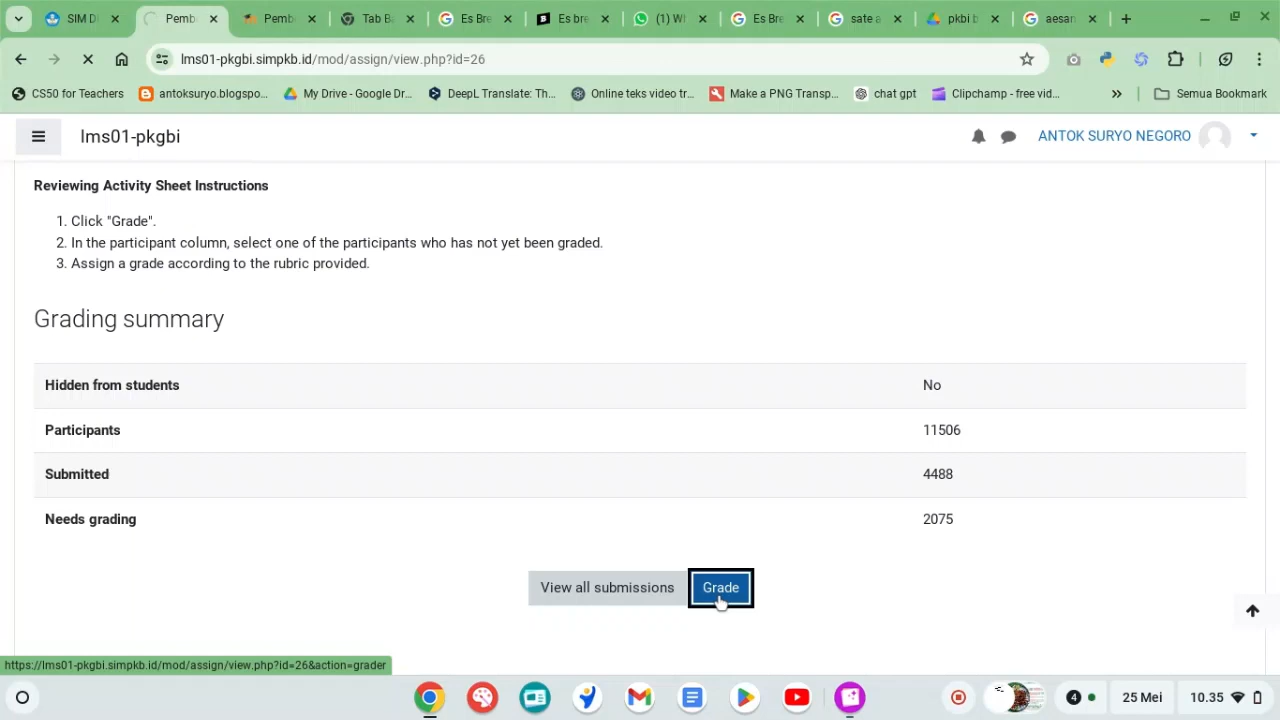 SIM D
Pemb
Pemb
Tab B
Es Bre
Es bre
(1) W
Es Bre
sate a
pkbi b
aesan
lms01-pkgbi.simpkb.id/mod/assign/view.php?id=26
CS50 for Teachers
antoksuryo.blogspo...
My Drive - Google Dr...
DeepL Translate: Th...
Online teks video tr...
Make a PNG Transp...
chat gpt
Clipchamp - free vid...
»
Semua Bookmark
lms01-pkgbi
ANTOK SURYO NEGORO
Reviewing Activity Sheet Instructions
1. Click "Grade".
2. In the participant column, select one of the participants who has not yet been graded.
3. Assign a grade according to the rubric provided.
Grading summary
Hidden from students No
Participants 11506
Submitted 4488
Needs grading 2075
View all submissions Grade
https://lms01-pkgbi.simpkb.id/mod/assign/view.php?id=26&action=grader
4
25 Mei
10.35